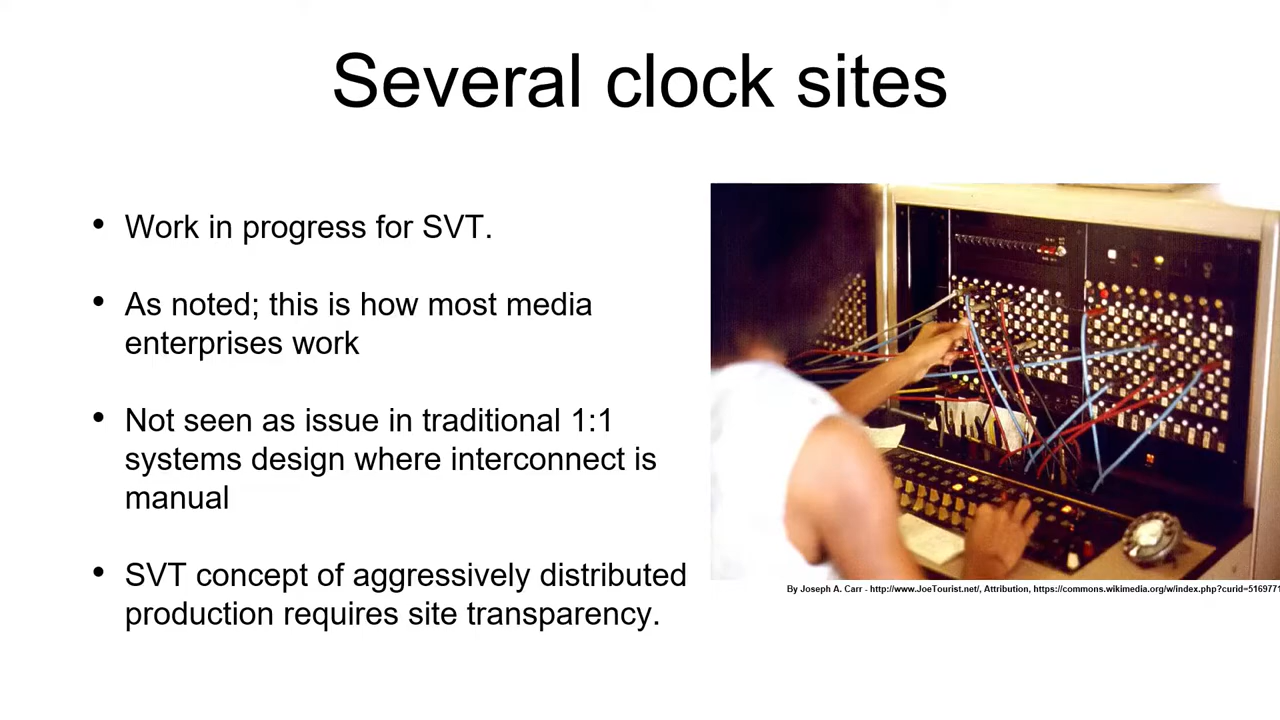 Several clock sites
• Work in progress for SVT.
• As noted; this is how most media
enterprises work
• Not seen as issue in traditional 1:1
systems design where interconnect is
manual
• SVT concept of aggressively distributed
production requires site transparency.
By Joseph A. Carr - http://www.JoeTourist.net/, Attribution, https://commons.wikimedia.org/w/index.php?curid=5169771